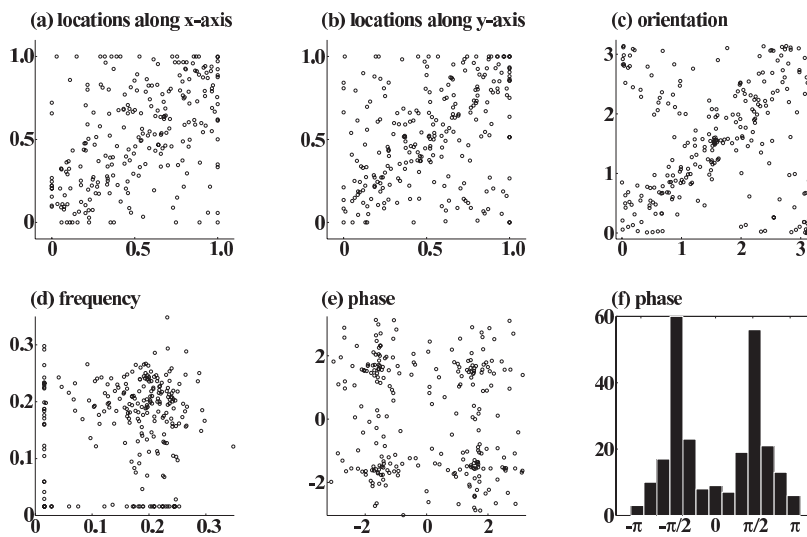 (a) locations along x-axis
(b) locations along y-axis
(c) orientation
1.0
0.5
0
0 0.5 1.0
1.0
0.5
0
0 0.5 1.0
3
2
1
0
0 1 2 3
(d) frequency
(e) phase
(f) phase
0.3
0.2
0.1
0
0 0.1 0.2 0.3
2
0
-2
-2 0 2
60
40
20
0
-π -π/2 0 π/2 π